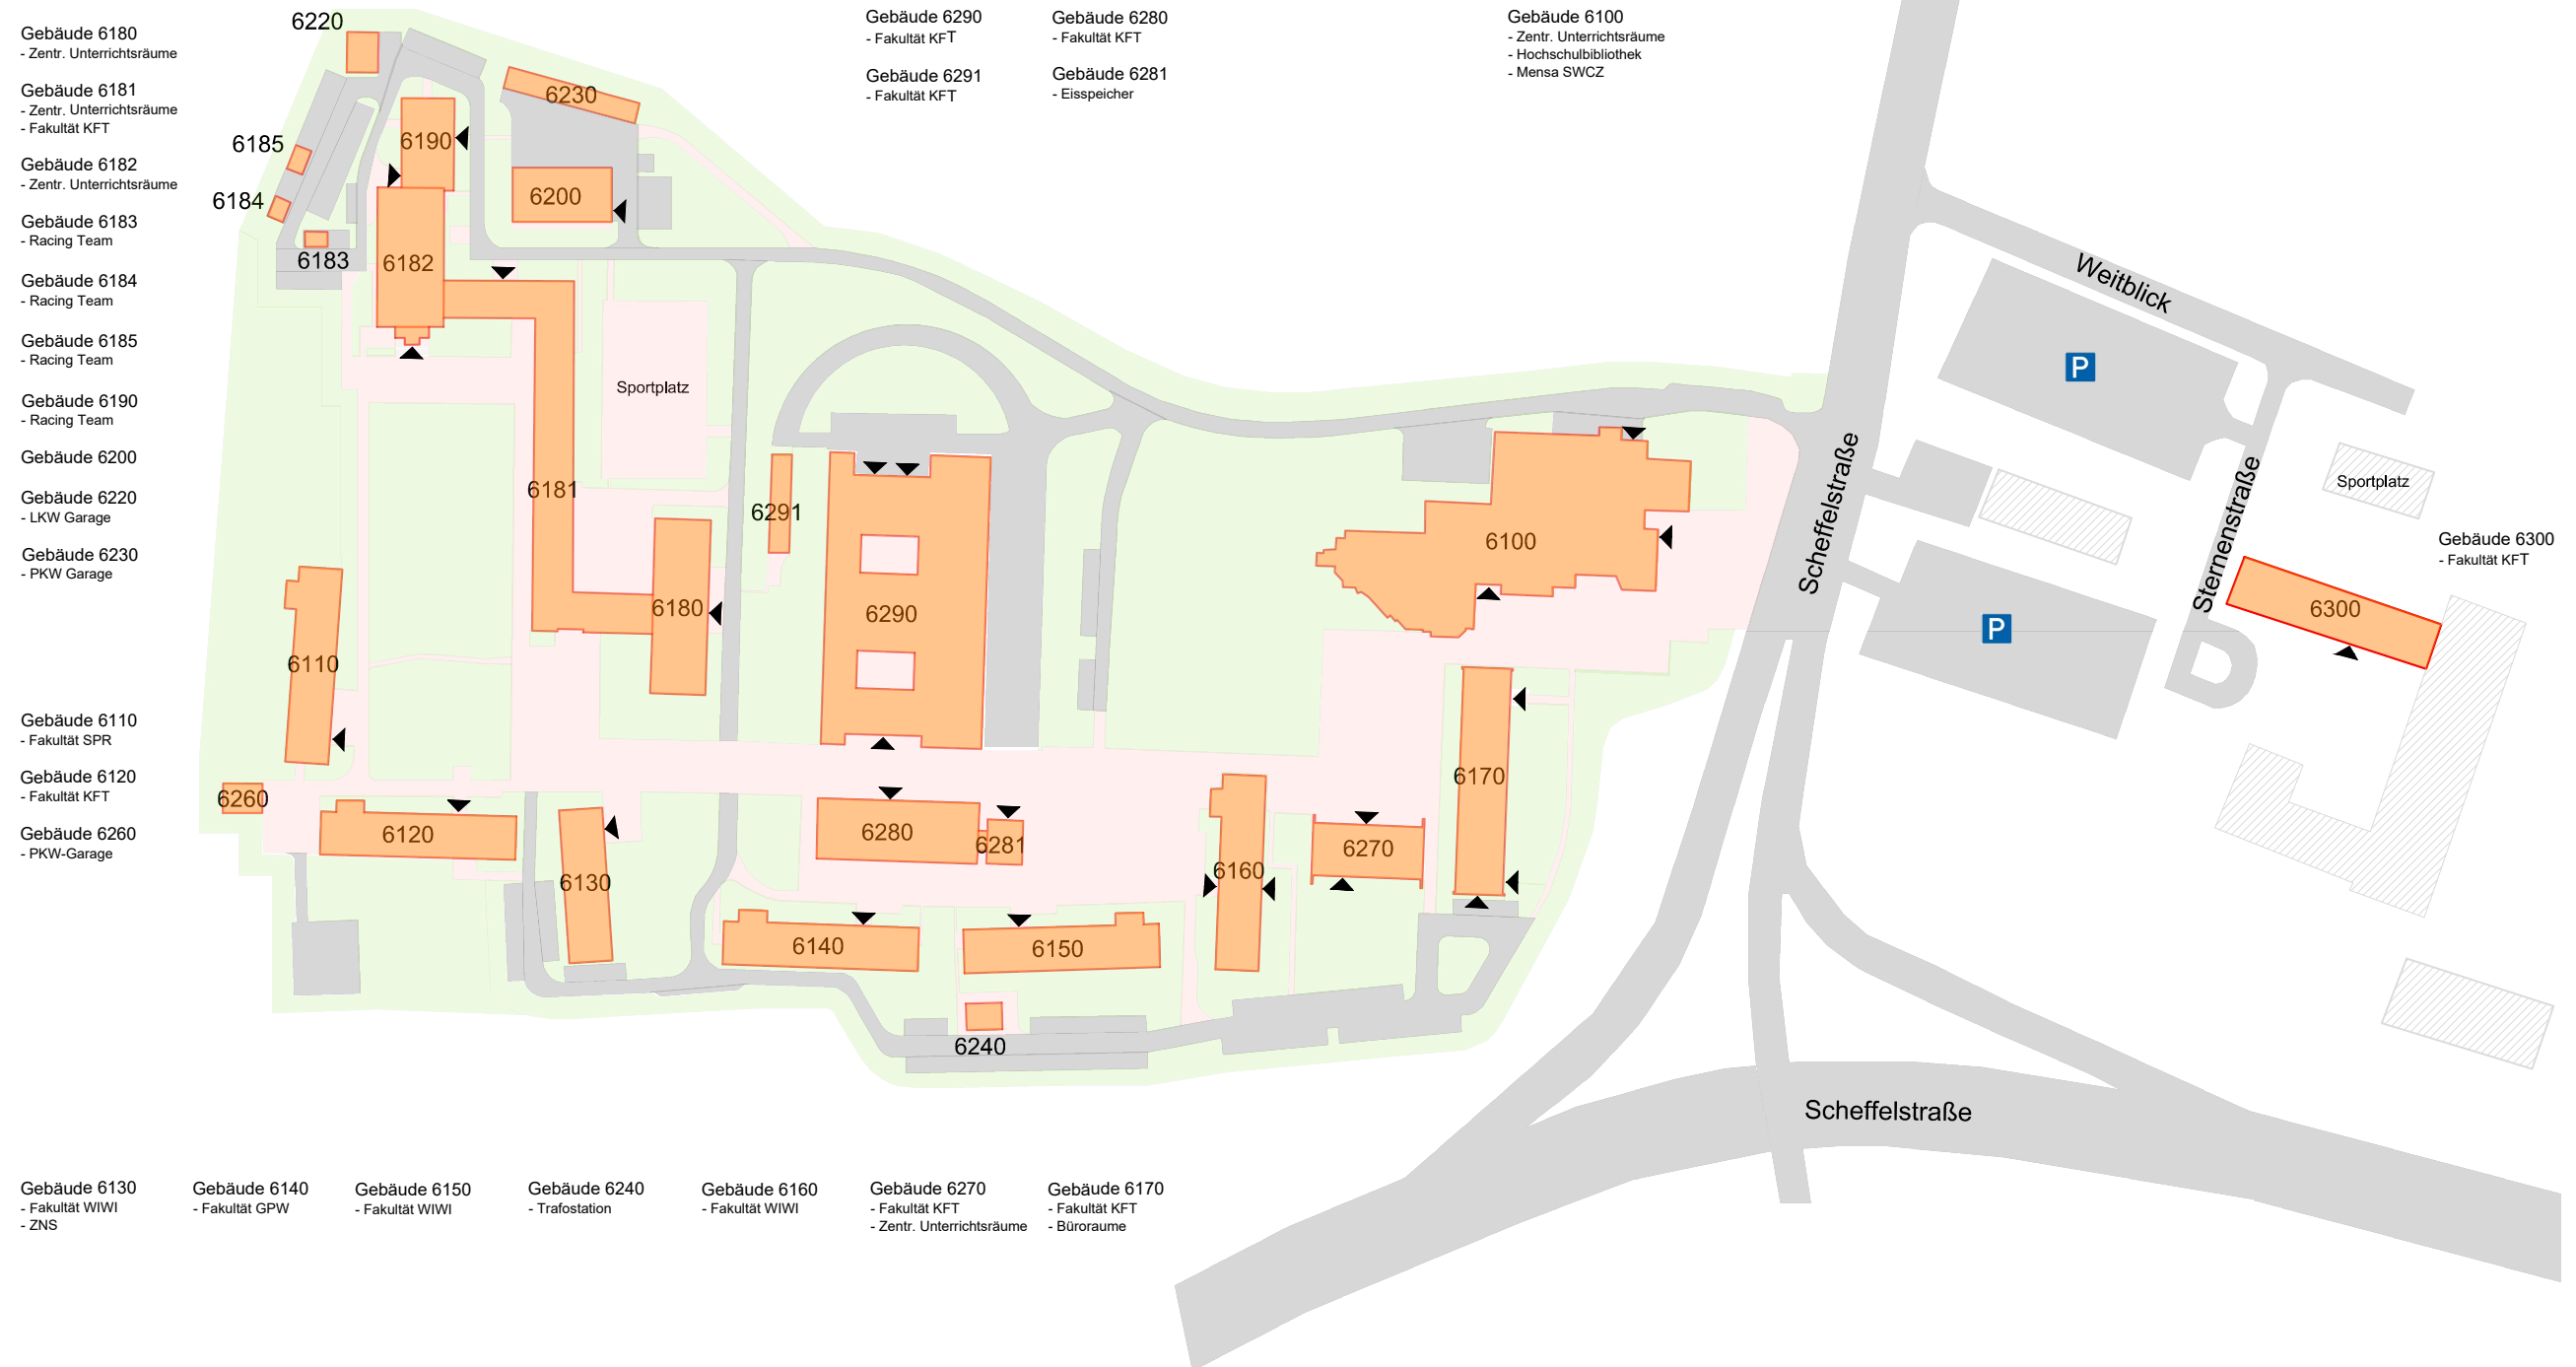 Gebäude 6180
- Zentr. Unterrichtsräume
Gebäude 6181
- Zentr. Unterrichtsräume
- Fakultät KFT
Gebäude 6182
- Zentr. Unterrichtsräume
Gebäude 6183
- Racing Team
Gebäude 6184
- Racing Team
Gebäude 6185
- Racing Team
Gebäude 6190
- Racing Team
Gebäude 6200
Gebäude 6220
- LKW Garage
Gebäude 6230
- PKW Garage
Gebäude 6110
- Fakultät SPR
Gebäude 6120
- Fakultät KFT
Gebäude 6260
- PKW-Garage
Gebäude 6290
- Fakultät KFT
Gebäude 6291
- Fakultät KFT
Gebäude 6280
- Fakultät KFT
Gebäude 6281
- Eisspeicher
Gebäude 6100
- Zentr. Unterrichtsräume
- Hochschulbibliothek
- Mensa SWCZ
6220
6230
6185
6190
6184
6200
6183
6182
Sportplatz
6181
6291
6180
6290
6100
6110
6260
6120
6130
6280
6281
6140
6150
6240
6160
6270
6170
Weitblick
P
Scheffelstraße
Sternenstraße
Sportplatz
P
6300
Gebäude 6300
- Fakultät KFT
Scheffelstraße
Gebäude 6130
- Fakultät WIWI
- ZNS
Gebäude 6140
- Fakultät GPW
Gebäude 6150
- Fakultät WIWI
Gebäude 6240
- Trafostation
Gebäude 6160
- Fakultät WIWI
Gebäude 6270
- Fakultät KFT
- Zentr. Unterrichtsräume
Gebäude 6170
- Fakultät KFT
- Büroraume